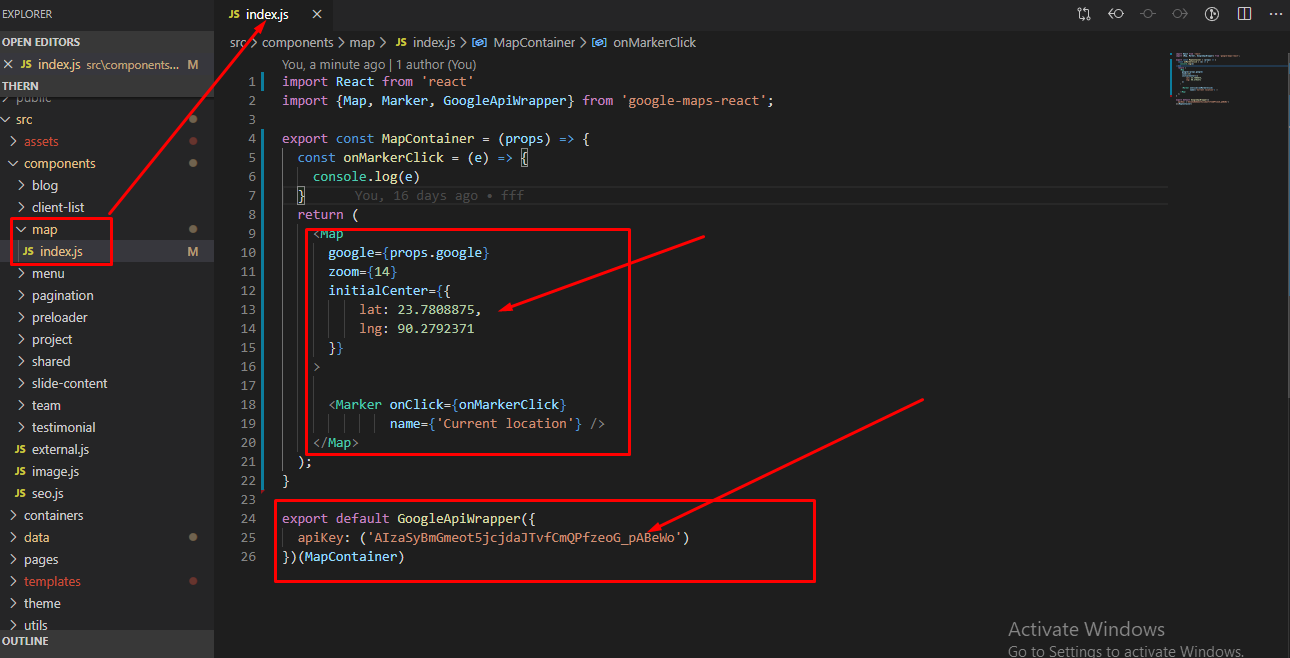 EXPLORER
OPEN EDITORS
JS index.js src\components... M
THERN
public
src
assets
components
blog
client-list
map
JS index.js M
menu
pagination
preloader
project
shared
slide-content
team
testimonial
JS external.js
JS image.js
JS seo.js
containers
data
pages
templates
theme
utils
OUTLINE
JS index.js
src > components > map > JS index.js > MapContainer > onMarkerClick
You, a minute ago | 1 author (You)
1 import React from 'react'
2 import {Map, Marker, GoogleApiWrapper} from 'google-maps-react';
3
4 export const MapContainer = (props) => {
5 const onMarkerClick = (e) => {
6 console.log(e)
7 } You, 16 days ago • fff
8 return (
9 <Map
10 google={props.google}
11 zoom={14}
12 initialCenter={{
13 lat: 23.7808875,
14 lng: 90.2792371
15 }}
16 >
17
18 <Marker onClick={onMarkerClick}
19 name={'Current location'} />
20 </Map>
21 );
22 }
23
24 export default GoogleApiWrapper({
25 apiKey: ('AIzaSyBmGmeot5jcjdaJTvfCmQPfzeoG_pABeWo')
26 })(MapContainer)
Activate Windows
Go to Settings to activate Windows.